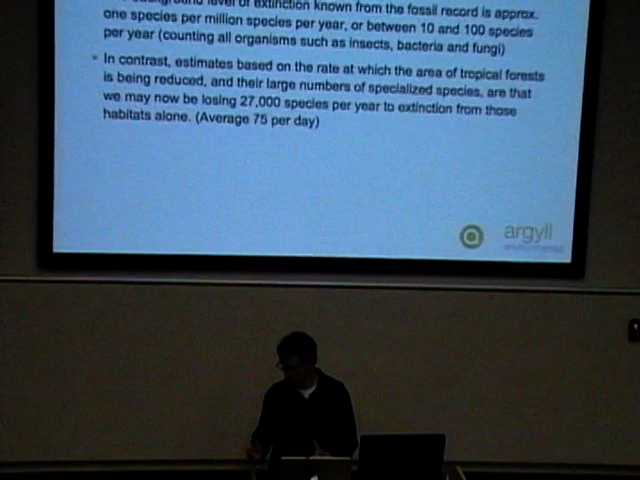 background level of extinction known from the fossil record is approx.
one species per million species per year, or between 10 and 100 species
per year (counting all organisms such as insects, bacteria and fungi)
• In contrast, estimates based on the rate at which the area of tropical forests
is being reduced, and their large numbers of specialized species, are that
we may now be losing 27,000 species per year to extinction from those
habitats alone. (Average 75 per day)
a argyll
environmental